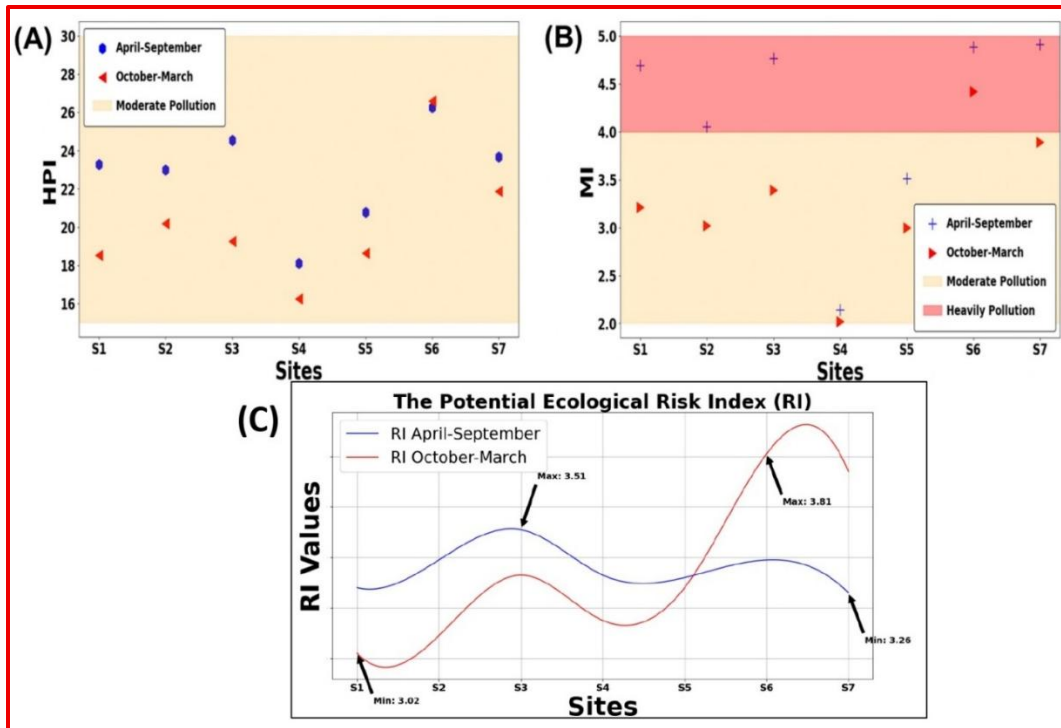 (A)
30
28
26
24
22
20
18
16
HPI
April-September
October-March
Moderate Pollution
S1 S2 S3 S4 S5 S6 S7
Sites
(B)
5.0
4.5
4.0
3.5
3.0
2.5
2.0
MI
April-September
October-March
Moderate Pollution
Heavily Pollution
S1 S2 S3 S4 S5 S6 S7
Sites
(C)
The Potential Ecological Risk Index (RI)
RI April-September
RI October-March
Max: 3.51
Max: 3.81
Min: 3.26
Min: 3.02
RI Values
S1 S2 S3 S4 S5 S6 S7
Sites